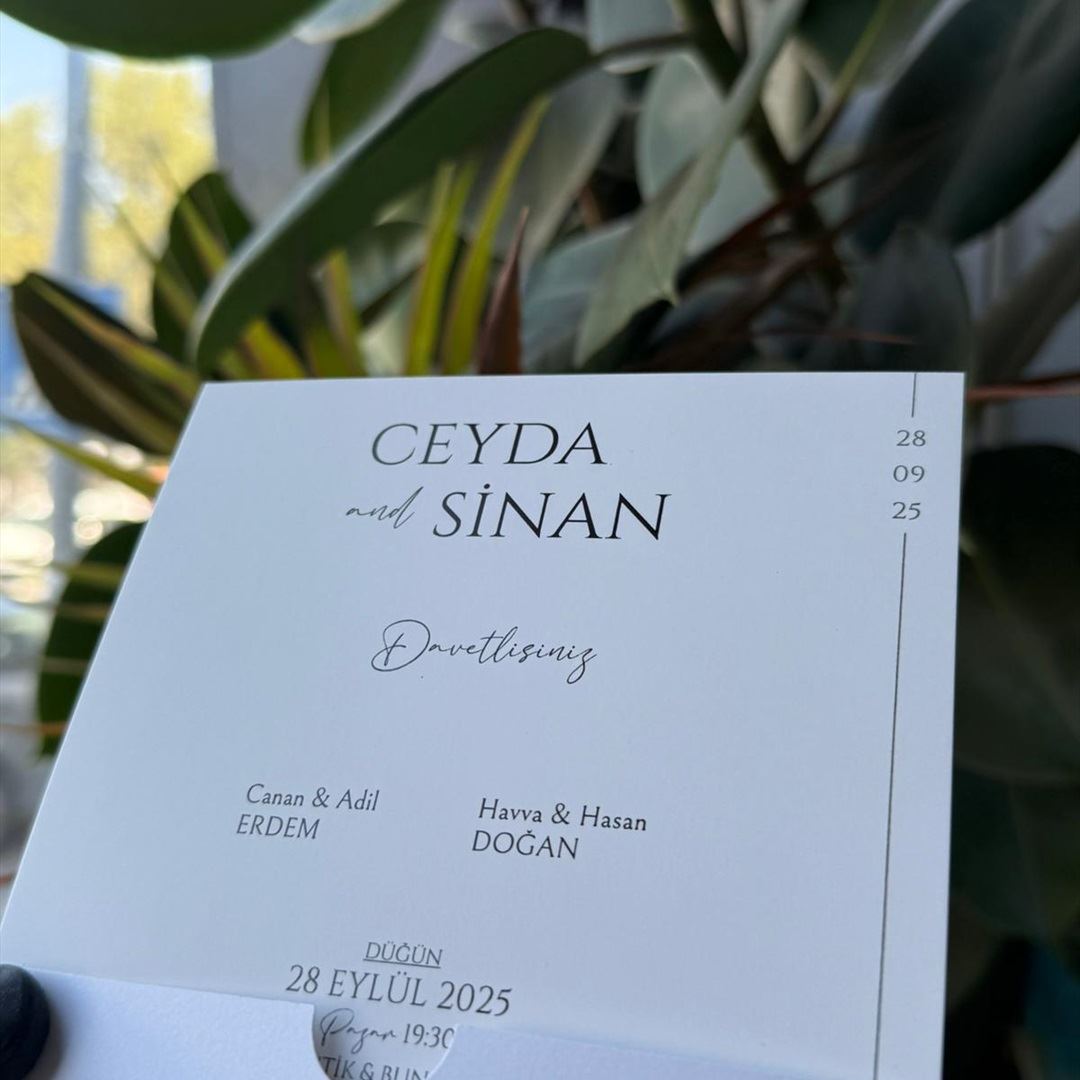 CEYDA
and SİNAN
28
09
25
Davetlisiniz
Canan & Adil
ERDEM
Havva & Hasan
DOĞAN
DÜĞÜN
28 EYLÜL 2025
Pazar 19:30